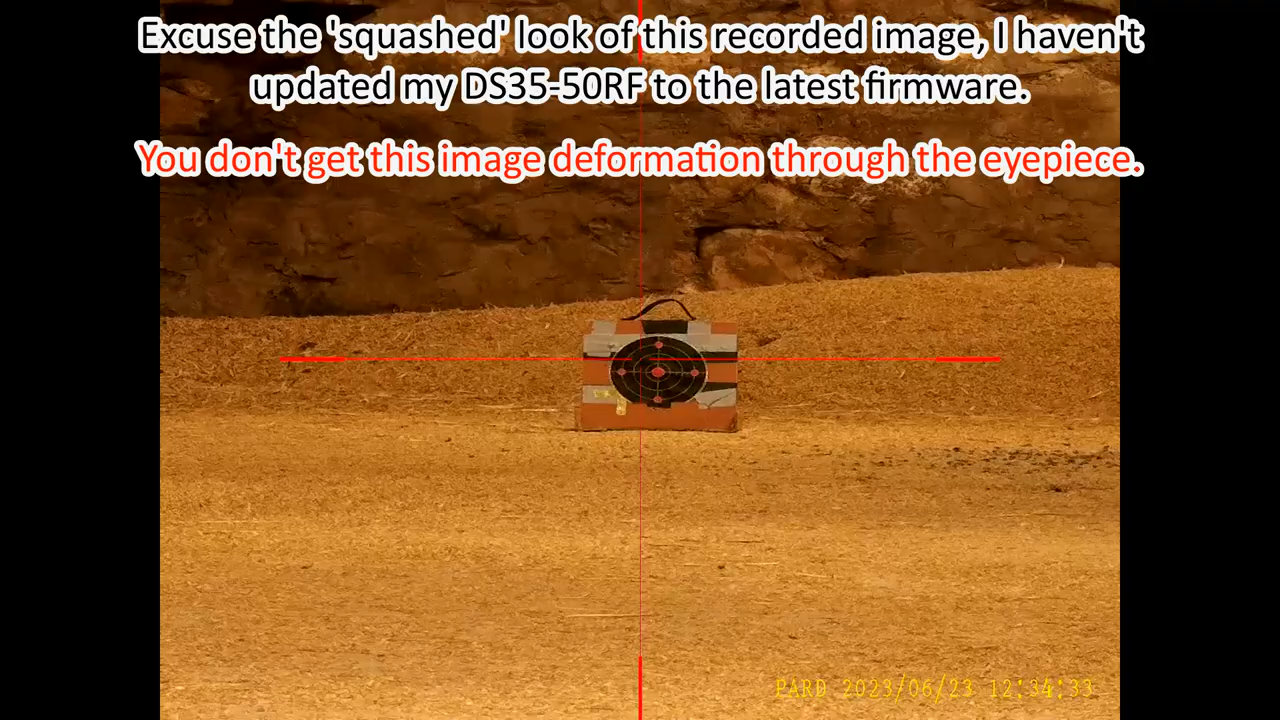 Excuse the 'squashed' look of this recorded image, I haven't
updated my DS35-50RF to the latest firmware.
You don't get this image deformation through the eyepiece.
PARD 2023/06/23 12:34:33